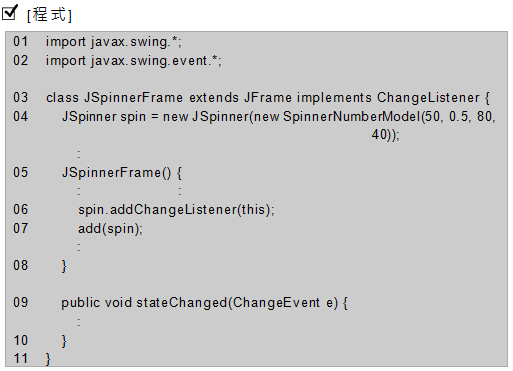 [程式]
01 import javax.swing.*;
02 import javax.swing.event.*;
03 class JSpinnerFrame extends JFrame implements ChangeListener {
04 JSpinner spin = new JSpinner(new SpinnerNumberModel(50, 0.5, 80,
40));
:
05 JSpinnerFrame() {
: :
06 spin.addChangeListener(this);
07 add(spin);
:
08 }
09 public void stateChanged(ChangeEvent e) {
:
10 }
11 }